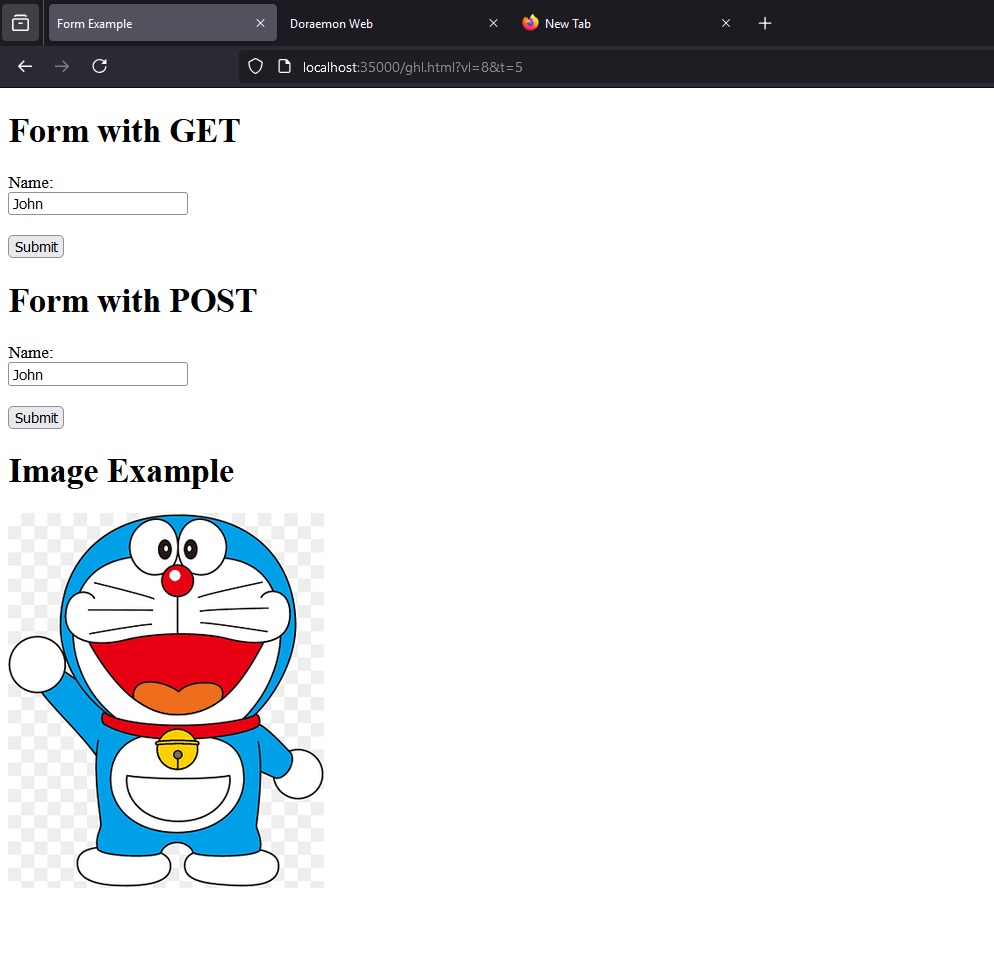 Form Example
Doraemon Web
New Tab
localhost:35000/ghl.html?vl=8&t=5
Form with GET
Name:
John
Submit
Form with POST
Name:
John
Submit
Image Example